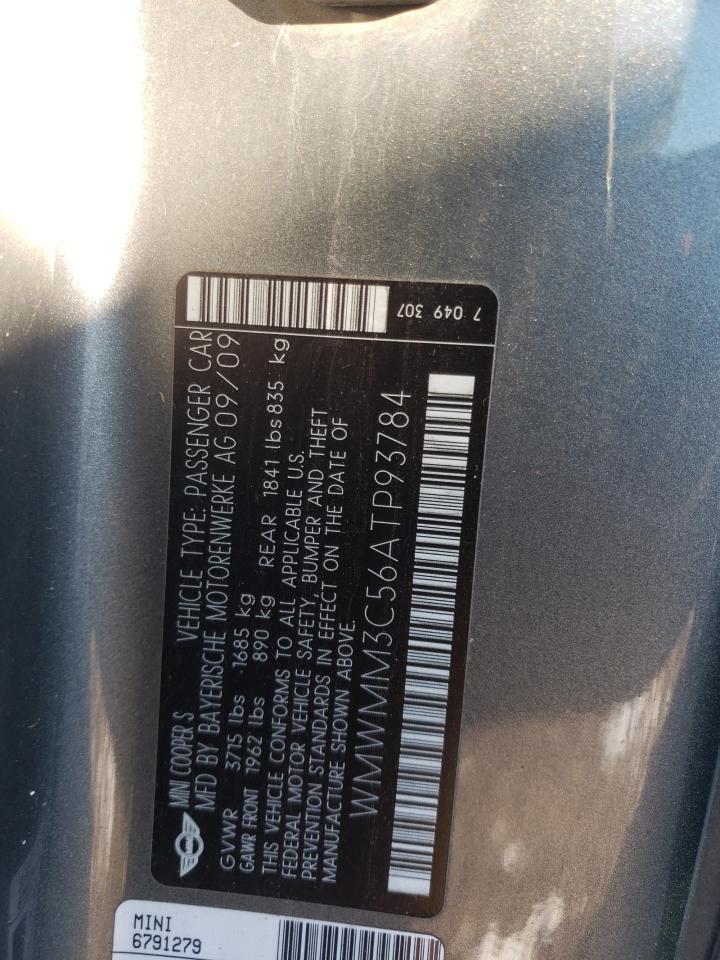 MINI COOPER S VEHICLE TYPE: PASSENGER CAR
MFD BY BAYERISCHE MOTORENWERKE AG 09/09
GVWR 3715 lbs 1685 kg
GAWR FRONT 1962 lbs 890 kg REAR 1841 lbs 835 kg
THIS VEHICLE CONFORMS TO ALL APPLICABLE U.S.
FEDERAL MOTOR VEHICLE SAFETY, BUMPER AND THEFT
PREVENTION STANDARDS IN EFFECT ON THE DATE OF
MANUFACTURE SHOWN ABOVE.
WMWMM3C56ATP93784
7 049 307
MINI
6791279